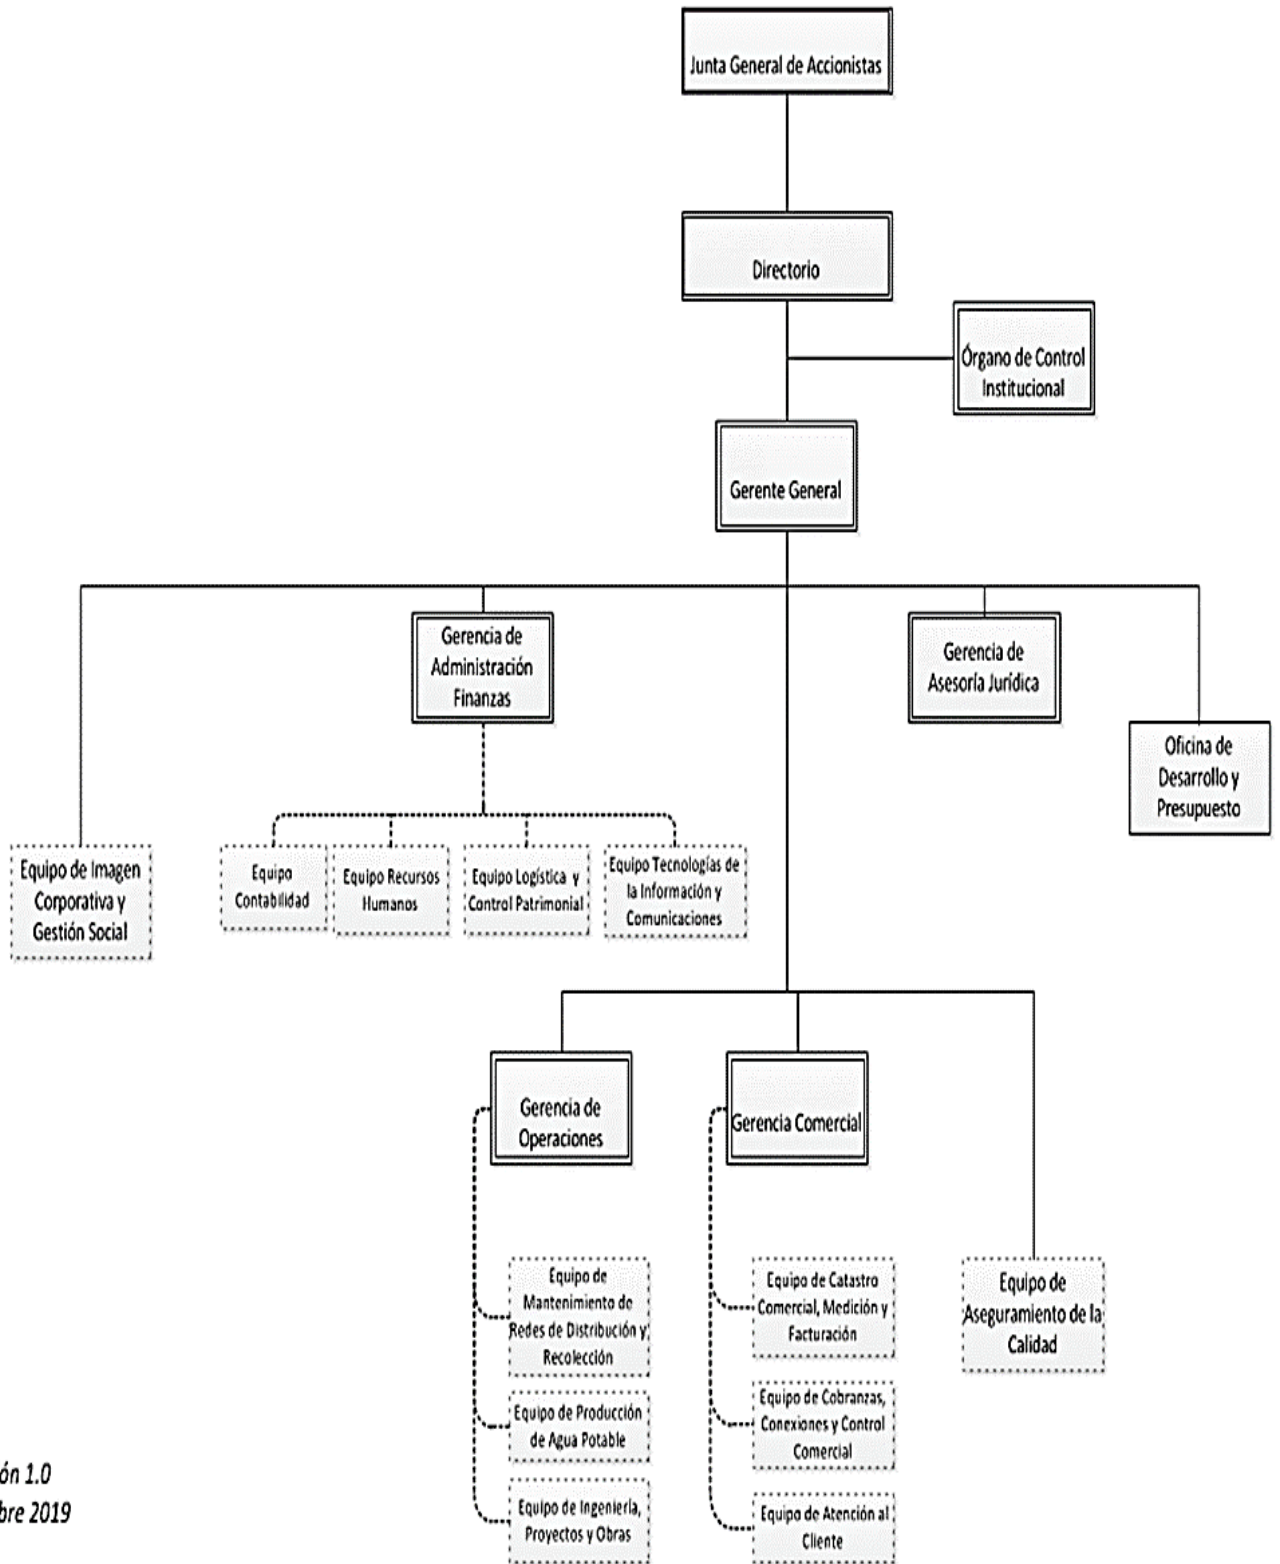 Junta General de Accionistas
Directorio
Órgano de Control
Institucional
Gerente General
Gerencia de
Administración
Finanzas
Gerencia de
Asesoría Jurídica
Oficina de
Desarrollo y
Presupuesto
Equipo de Imagen
Corporativa y
Gestión Social
Equipo
Contabilidad
Equipo Recursos
Humanos
Equipo Logística y
Control Patrimonial
Equipo Tecnologías de
la Información y
Comunicaciones
Gerencia de
Operaciones
Gerencia Comercial
Equipo de
Mantenimiento de
Redes de Distribución y
Recolección
Equipo de Producción
de Agua Potable
Equipo de Ingeniería,
Proyectos y Obras
Equipo de Catastro
Comercial, Medición y
Facturación
Equipo de Cobranzas,
Conexiones y Control
Comercial
Equipo de Atención al
Cliente
Equipo de
Aseguramiento de la
Calidad
ón 1.0
bre 2019